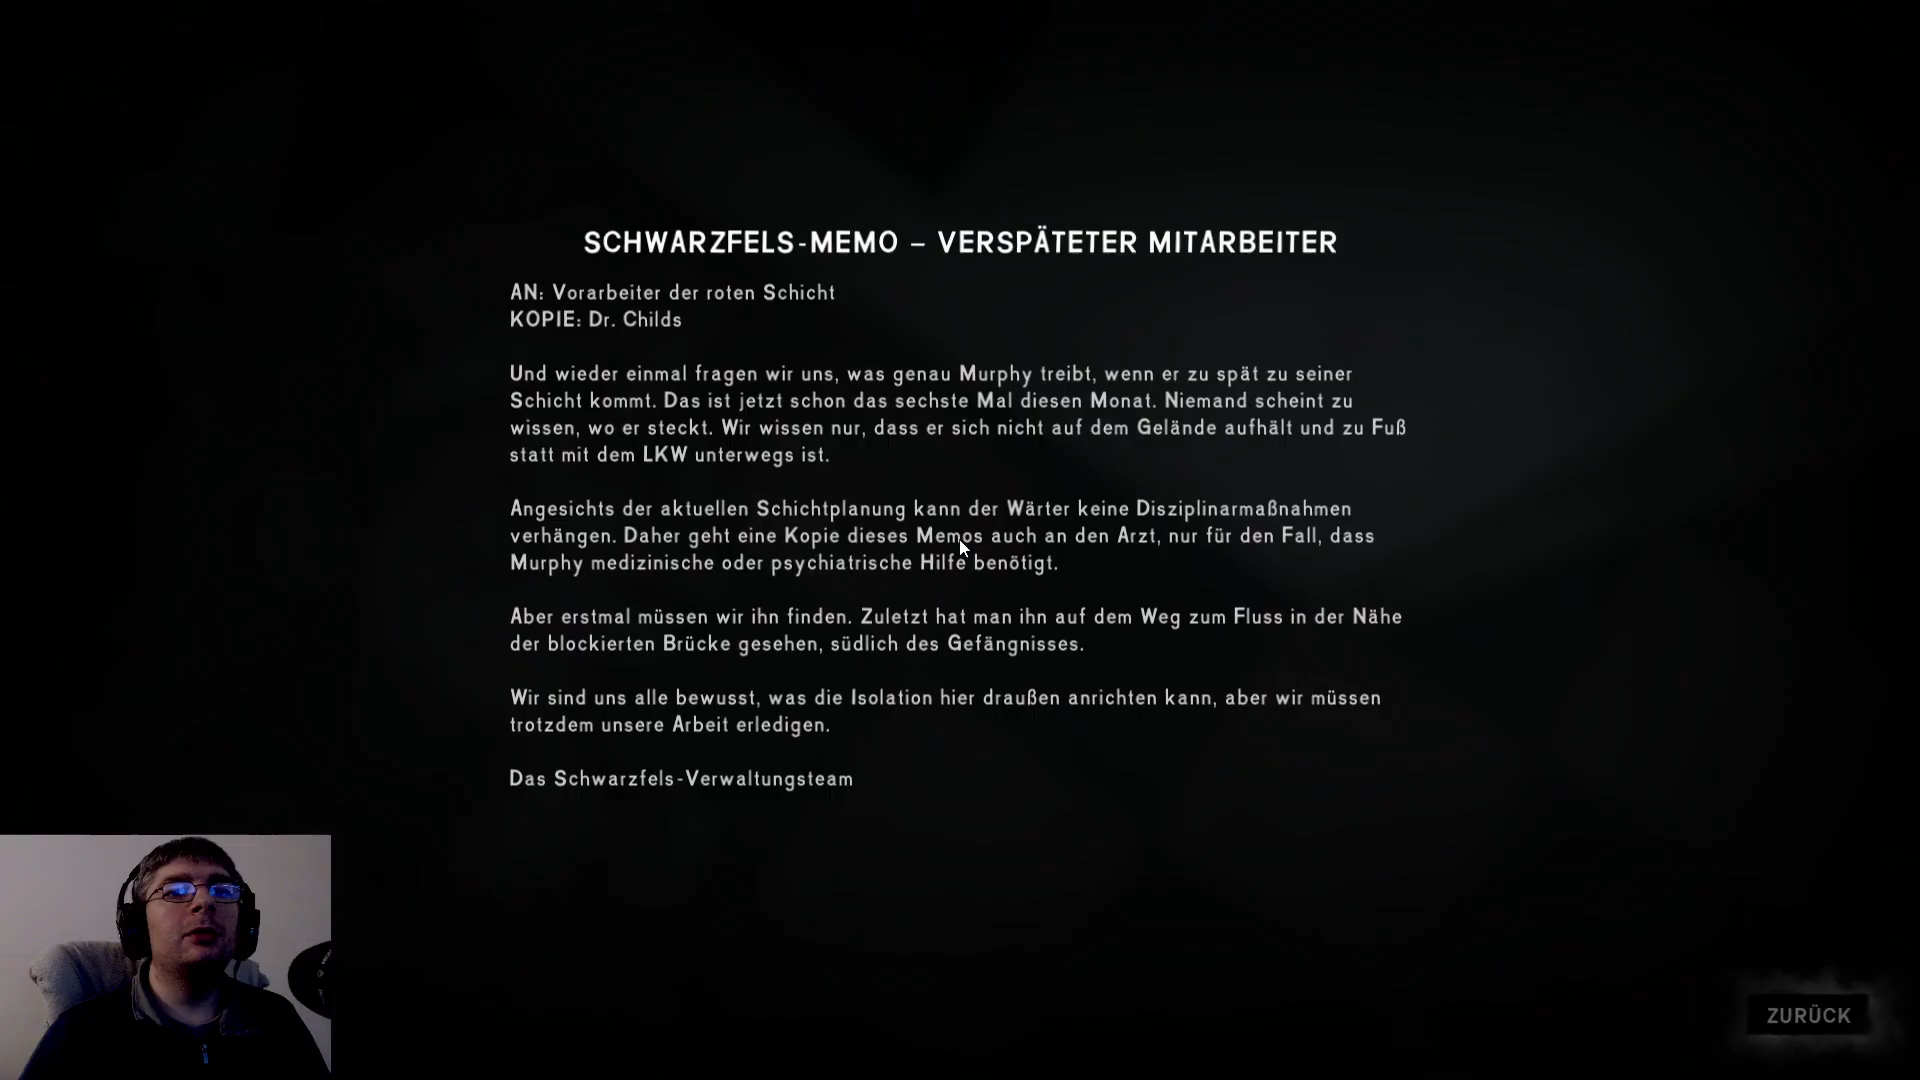 SCHWARZFELS-MEMO – VERSPÄTETER MITARBEITER
AN: Vorarbeiter der roten Schicht
KOPIE: Dr. Childs
Und wieder einmal fragen wir uns, was genau Murphy treibt, wenn er zu spät zu seiner
Schicht kommt. Das ist jetzt schon das sechste Mal diesen Monat. Niemand scheint zu
wissen, wo er steckt. Wir wissen nur, dass er sich nicht auf dem Gelände aufhält und zu Fuß
statt mit dem LKW unterwegs ist.
Angesichts der aktuellen Schichtplanung kann der Wärter keine Disziplinarmaßnahmen
verhängen. Daher geht eine Kopie dieses Memos auch an den Arzt, nur für den Fall, dass
Murphy medizinische oder psychiatrische Hilfe benötigt.
Aber erstmal müssen wir ihn finden. Zuletzt hat man ihn auf dem Weg zum Fluss in der Nähe
der blockierten Brücke gesehen, südlich des Gefängnisses.
Wir sind uns alle bewusst, was die Isolation hier draußen anrichten kann, aber wir müssen
trotzdem unsere Arbeit erledigen.
Das Schwarzfels-Verwaltungsteam
ZURÜCK